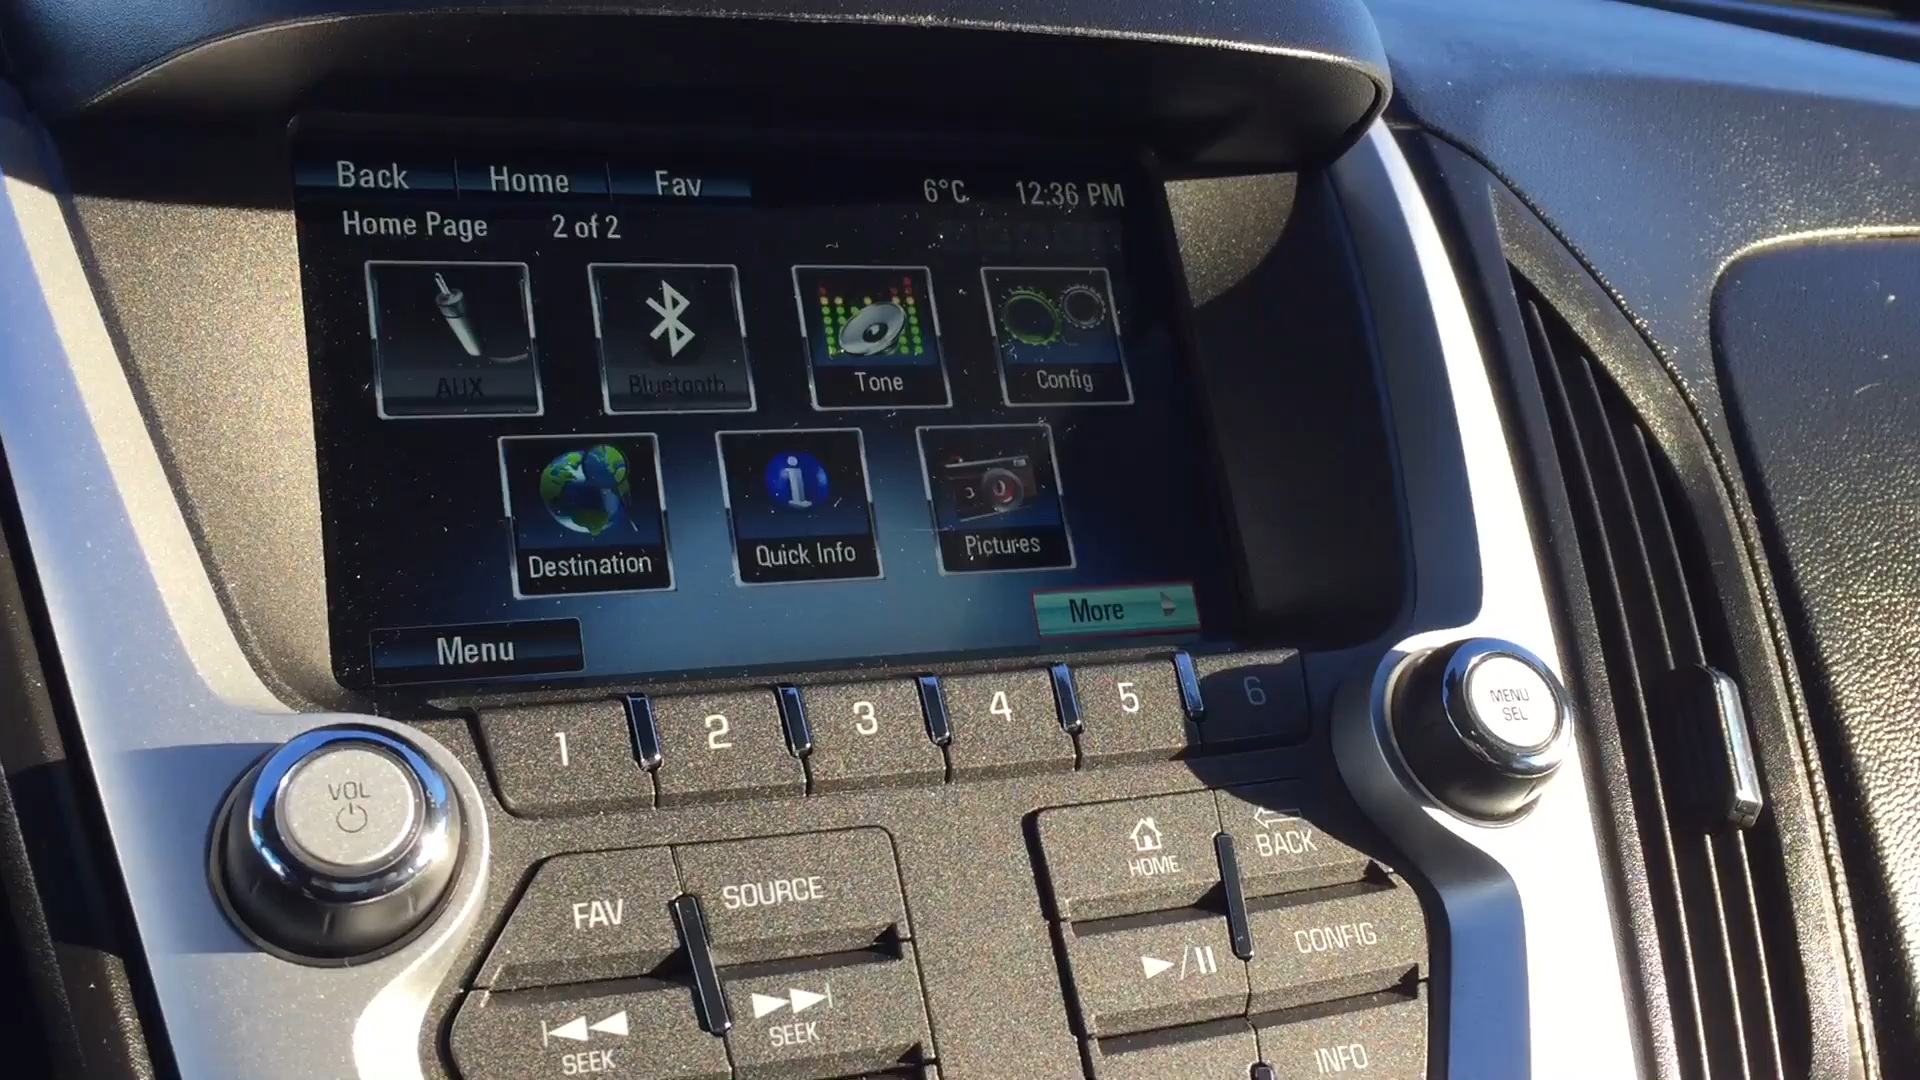 Back Home Fav 6°C 12:36 PM
Home Page 2 of 2
AUX Bluetooth Tone Config
Destination Quick Info Pictures
Menu More
1 2 3 4 5 6
MENU
SEL
VOL
FAV SOURCE
SEEK SEEK
HOME BACK
CONFIG
INFO